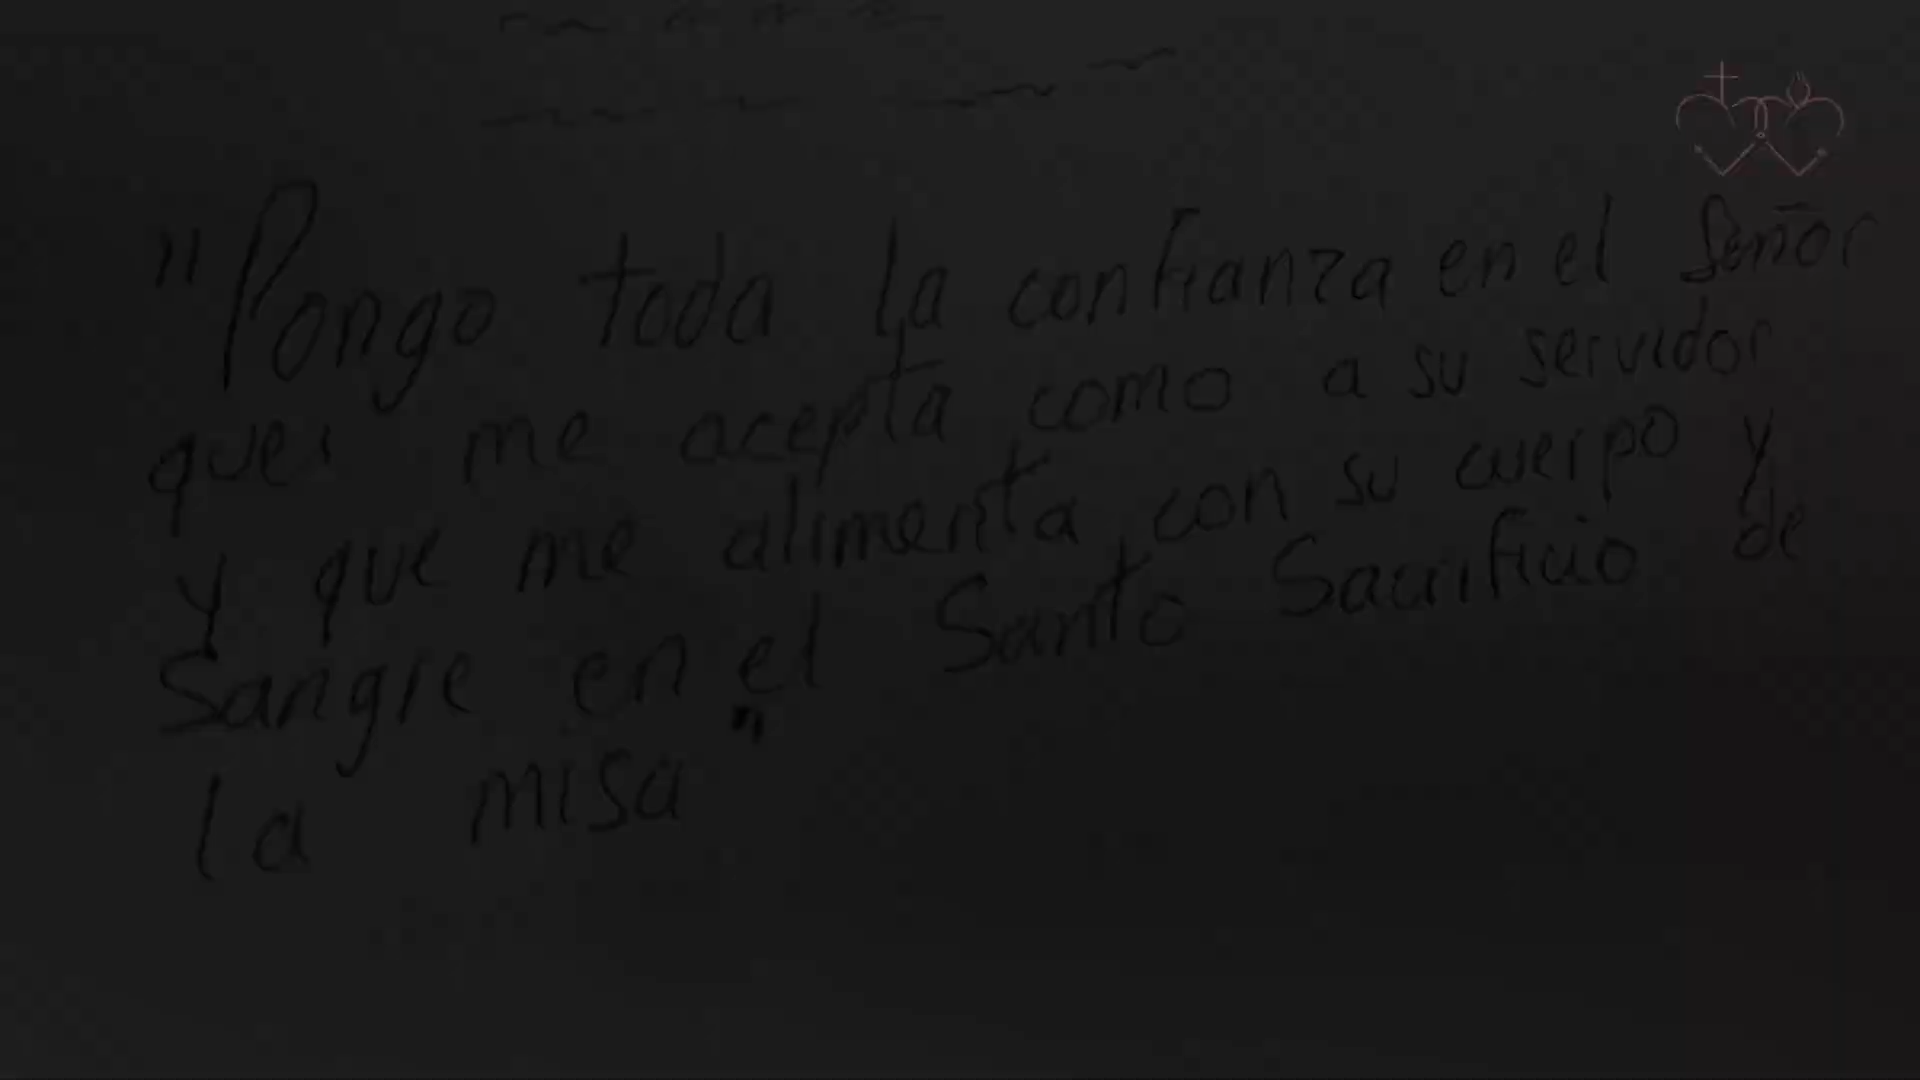 "Pongo toda la confianza en el Señor
que me acepta como a su servidor
y que me alimenta con su cuerpo y
Sangre en el Santo Sacrificio de
la misa"